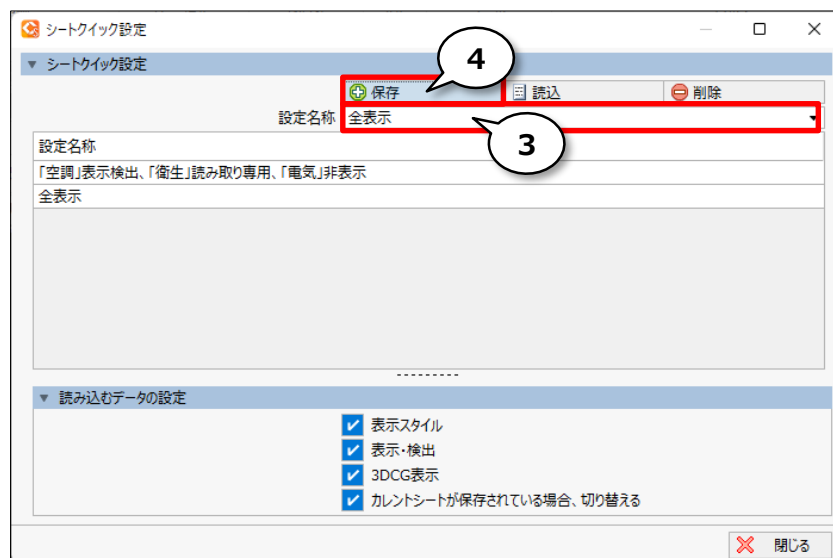 シートクイック設定
シートクイック設定
4
保存 読込 削除
設定名称 全表示
3
設定名称
「空調」表示検出、「衛生」読み取り専用、「電気」非表示
全表示
読み込むデータの設定
表示スタイル
表示・検出
3DCG表示
カレントシートが保存されている場合、切り替える
閉じる